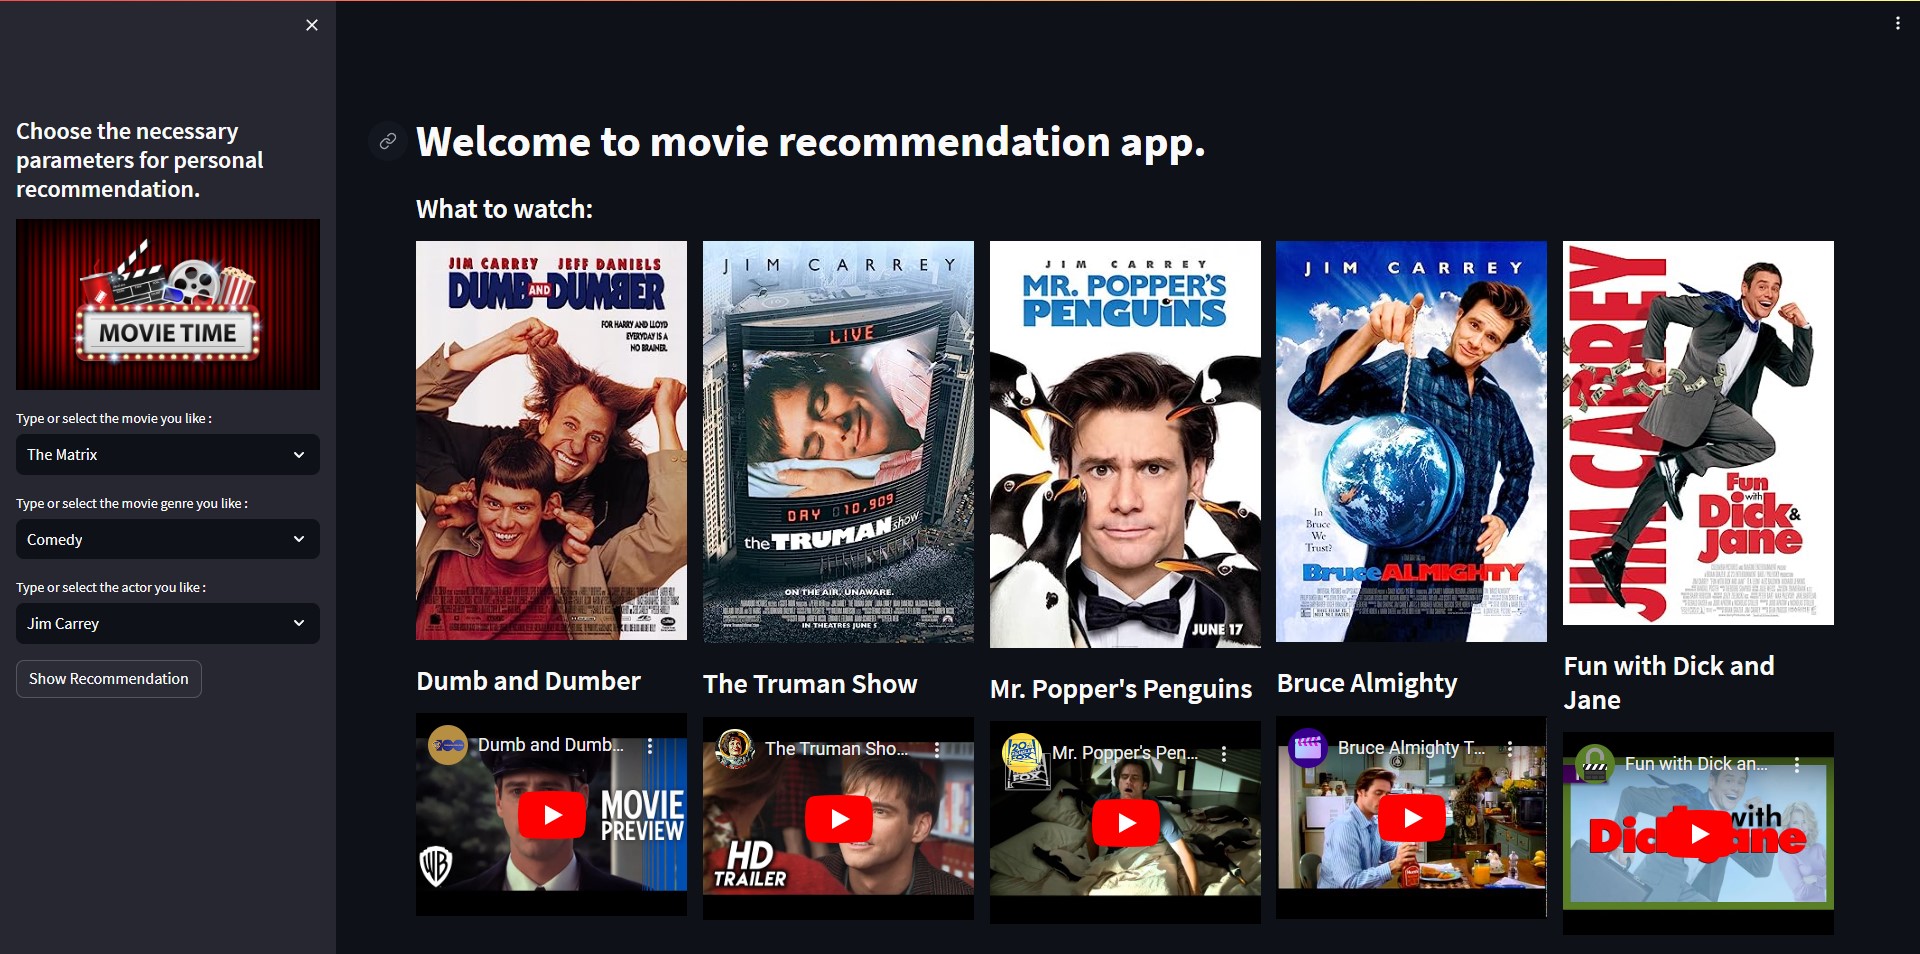 Choose the necessary
parameters for personal
recommendation.
MOVIE TIME
Type or select the movie you like :
The Matrix
Type or select the movie genre you like :
Comedy
Type or select the actor you like :
Jim Carrey
Show Recommendation
Welcome to movie recommendation app.
What to watch:
JIM CARREY JEFF DANIELS
DUMB AND DUMBER
FOR HARRY AND LLOYD
EVERYDAY IS A
NO BRAINER.
JIM CARREY
LIVE
DAY 10,909
the TRUMAN show
ON THE AIR. UNAWARE.
IN THEATRES JUNE 5
JIM CARREY
MR. POPPER'S
PENGUINS
JUNE 17
JIM CARREY
In
Bruce
We
Trust?
Bruce ALMIGHTY
JIM CARREY
Fun
with
Dick &
Jane
Dumb and Dumber
The Truman Show
Mr. Popper's Penguins
Bruce Almighty
Fun with Dick and
Jane
Dumb and Dumb...
MOVIE
PREVIEW
WB
The Truman Sho...
HD
TRAILER
Mr. Popper's Pen...
Bruce Almighty T...
Fun with Dick an...